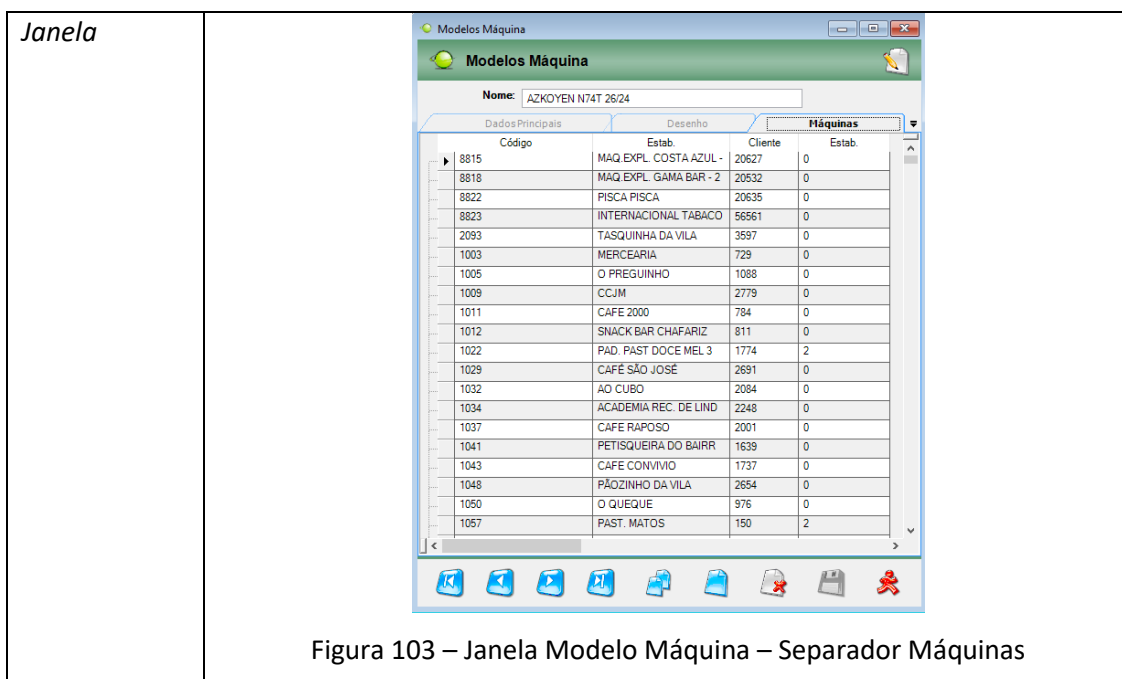 Janela
Modelos Máquina
Modelos Máquina
Nome: AZKOYEN N74T 26/24
Dados Principais Desenho Máquinas
Código Estab. Cliente Estab.
8815 MAQ.EXPL. COSTA AZUL - 20627 0
8818 MAQ.EXPL. GAMA BAR - 2 20532 0
8822 PISCA PISCA 20635 0
8823 INTERNACIONAL TABACO 56561 0
2093 TASQUINHA DA VILA 3597 0
1003 MERCEARIA 729 0
1005 O PREGUINHO 1088 0
1009 CCJM 2779 0
1011 CAFE 2000 784 0
1012 SNACK BAR CHAFARIZ 811 0
1022 PAD. PAST DOCE MEL 3 1774 2
1029 CAFÉ SÃO JOSÉ 2691 0
1032 AO CUBO 2084 0
1034 ACADEMIA REC. DE LIND 2248 0
1037 CAFE RAPOSO 2001 0
1041 PETISQUEIRA DO BAIRR 1639 0
1043 CAFE CONVIVIO 1737 0
1048 PÃOZINHO DA VILA 2654 0
1050 O QUEQUE 976 0
1057 PAST. MATOS 150 2
Figura 103 – Janela Modelo Máquina – Separador Máquinas